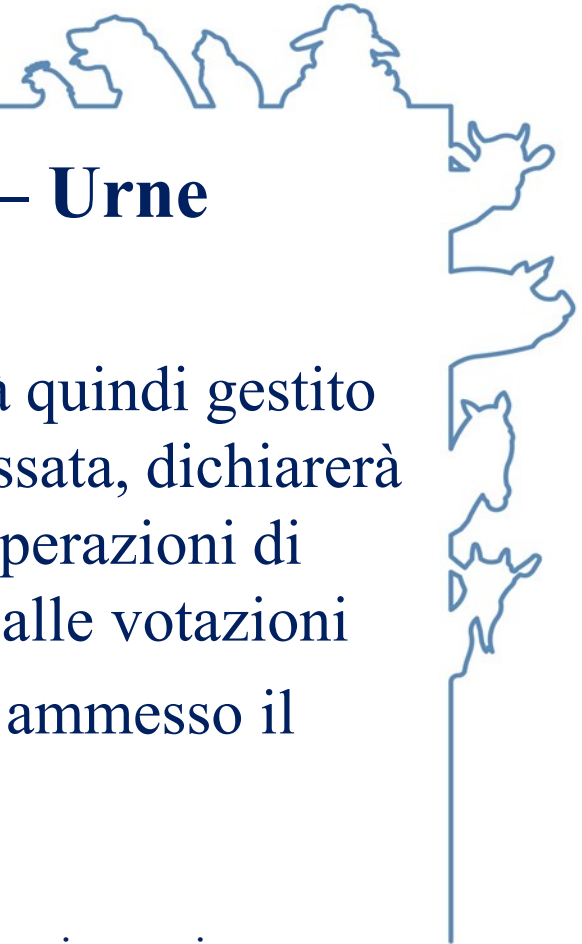 – Urne
à quindi gestito
ssata, dichiarerà
perazioni di
alle votazioni
ammesso il